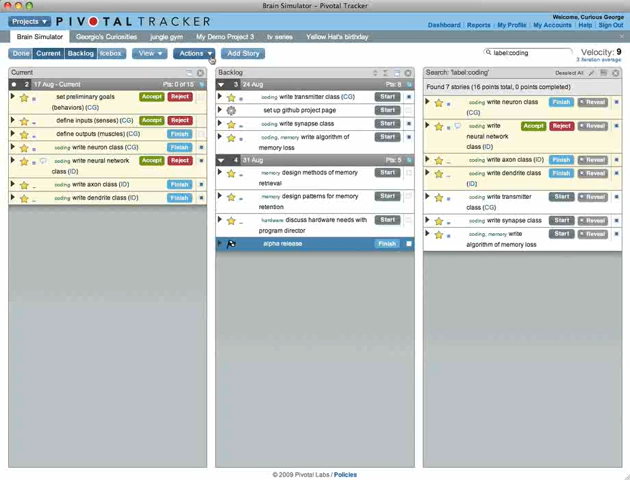 Brain Simulator – Pivotal Tracker
Projects ▾ PIVOTAL TRACKER
Welcome, Curious George
Dashboard | Reports | My Profile | My Accounts | Help | Sign Out
Brain Simulator Georgie's Curiosities jungle gym My Demo Project 3 tv series Yellow Hat's birthday
Done Current Backlog Icebox View ▾ Actions ▾ Add Story label:coding Velocity: 9
3 iteration average
Current
2 17 Aug - Current Pts: 0 of 15
set preliminary goals (behaviors) (CG) Accept Reject
define inputs (senses) (CG) Accept Reject
define outputs (muscles) (CG) Finish
coding write neuron class (CG) Finish
coding write neural network class (ID) Accept Reject
coding write axon class (ID) Finish
coding write dendrite class (ID) Finish
Backlog
3 24 Aug Pts: 8
coding write transmitter class (CG) Start
set up github project page Start
coding write synapse class Start
coding, memory write algorithm of memory loss Start
4 31 Aug Pts: 5
memory design methods of memory retrieval Start
memory design patterns for memory retention Start
hardware discuss hardware needs with program director Start
alpha release Finish
Search: 'label:coding' Deselect All
Found 7 stories (16 points total, 0 points completed)
coding write neuron class (CG) Finish Reveal
coding write neural network class (ID) Accept Reject Reveal
coding write axon class (ID) Finish Reveal
coding write dendrite class (ID) Finish Reveal
coding write transmitter class (CG) Start Reveal
coding write synapse class Start Reveal
coding, memory write algorithm of memory loss Start Reveal
© 2009 Pivotal Labs / Policies